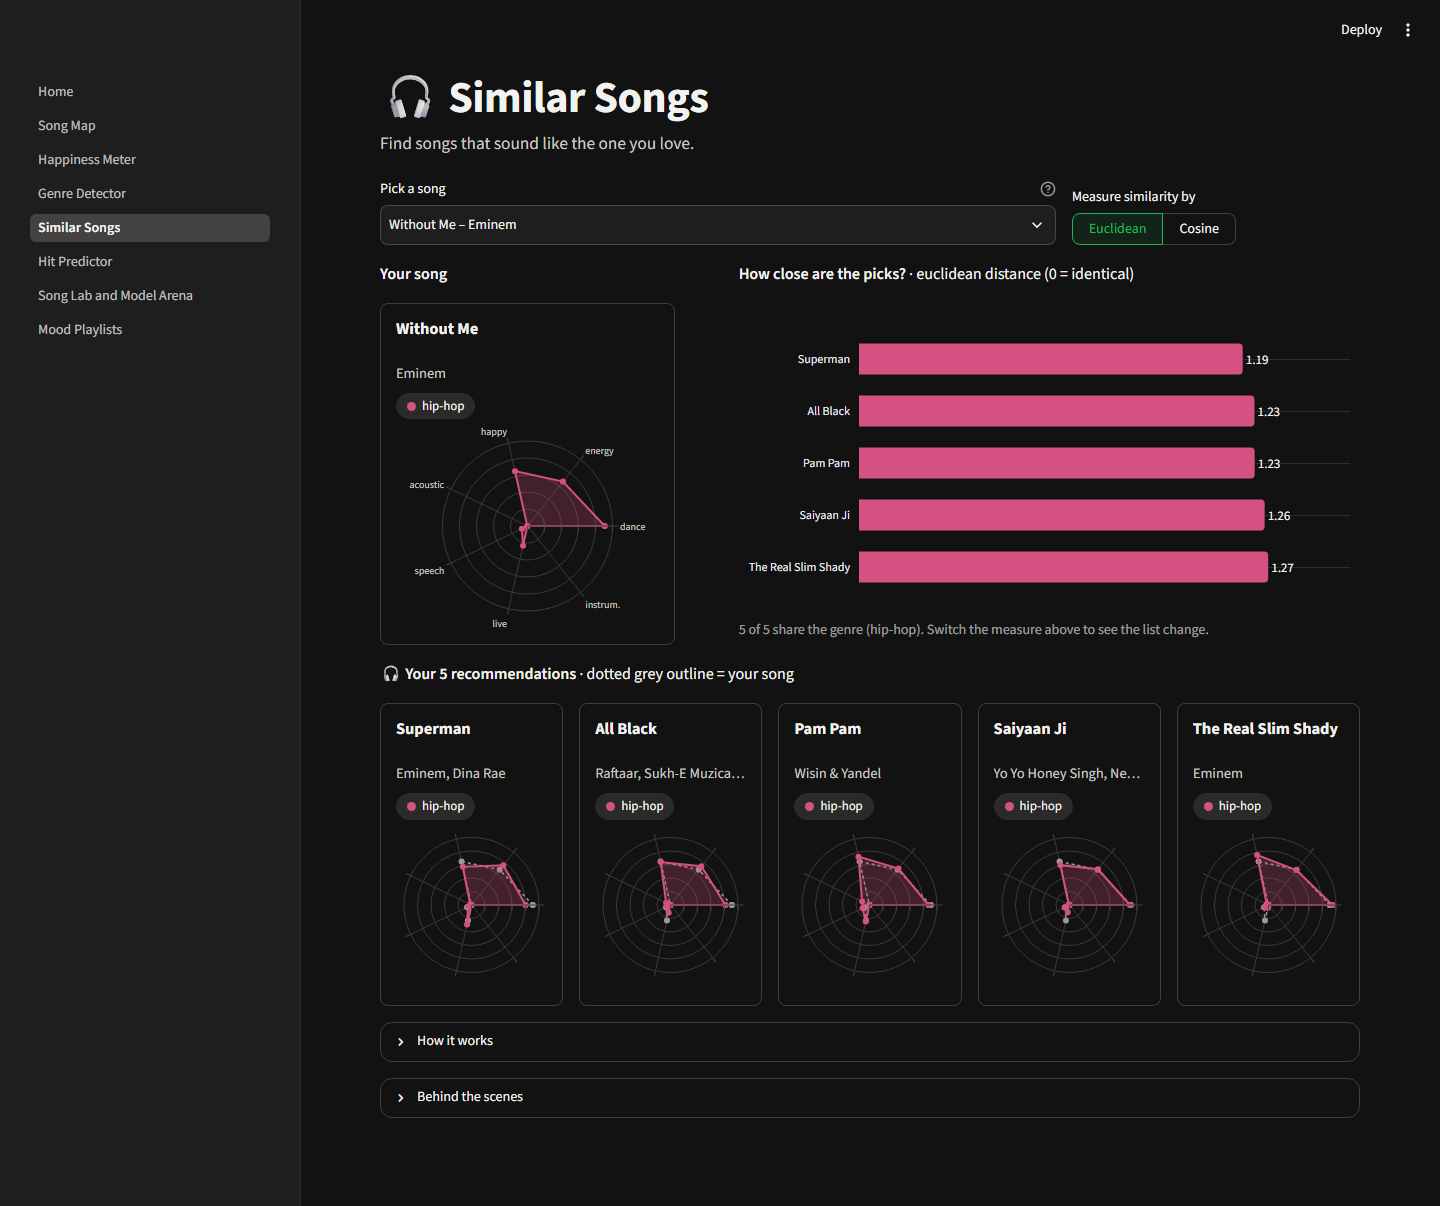 Deploy
Home
Song Map
Happiness Meter
Genre Detector
Similar Songs
Hit Predictor
Song Lab and Model Arena
Mood Playlists
Similar Songs
Find songs that sound like the one you love.
Pick a song
Without Me – Eminem
Measure similarity by
Euclidean
Cosine
Your song
Without Me
Eminem
hip-hop
happy
energy
acoustic
dance
speech
instrum.
live
How close are the picks? · euclidean distance (0 = identical)
Superman 1.19
All Black 1.23
Pam Pam 1.23
Saiyaan Ji 1.26
The Real Slim Shady 1.27
5 of 5 share the genre (hip-hop). Switch the measure above to see the list change.
Your 5 recommendations · dotted grey outline = your song
Superman
Eminem, Dina Rae
hip-hop
All Black
Raftaar, Sukh-E Muzica...
hip-hop
Pam Pam
Wisin & Yandel
hip-hop
Saiyaan Ji
Yo Yo Honey Singh, Ne...
hip-hop
The Real Slim Shady
Eminem
hip-hop
How it works
Behind the scenes